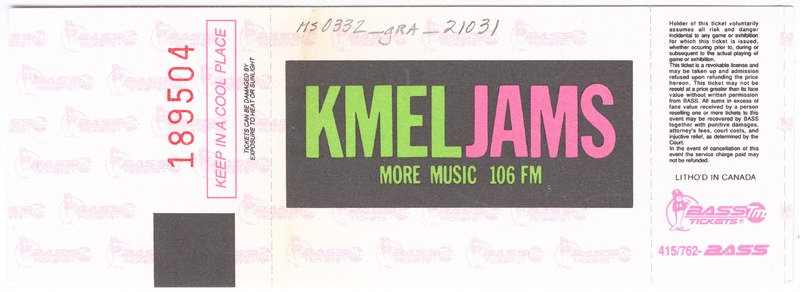 HS0332_GRA_21031
189504
KEEP IN A COOL PLACE
TICKETS CAN BE DAMAGED BY
EXPOSURE TO HEAT OR SUNLIGHT
KMELJAMS
MORE MUSIC 106 FM
Holder of this ticket voluntarily
assumes all risk and danger
incidental to any game or exhibition
for which this ticket is issued,
whether occuring prior to, during or
subsequent to the actual playing of
game or exhibition.
This ticket is a revokable license and
may be taken up and admission
refused upon refunding the price
hereon. This ticket may not be
resold at a price greater than its face
value without written permission
from BASS. All sums in excess of
face value received by a person
reselling one or more tickets to this
event may be recovered by BASS
together with punitive damages,
attorney's fees, court costs, and
injuctive relief, as determined by the
Court.
In the event of cancellation of this
event the service charge paid may
not be refunded.
LITHO'D IN CANADA
BASS tm
TICKETS®
415/762-BASS